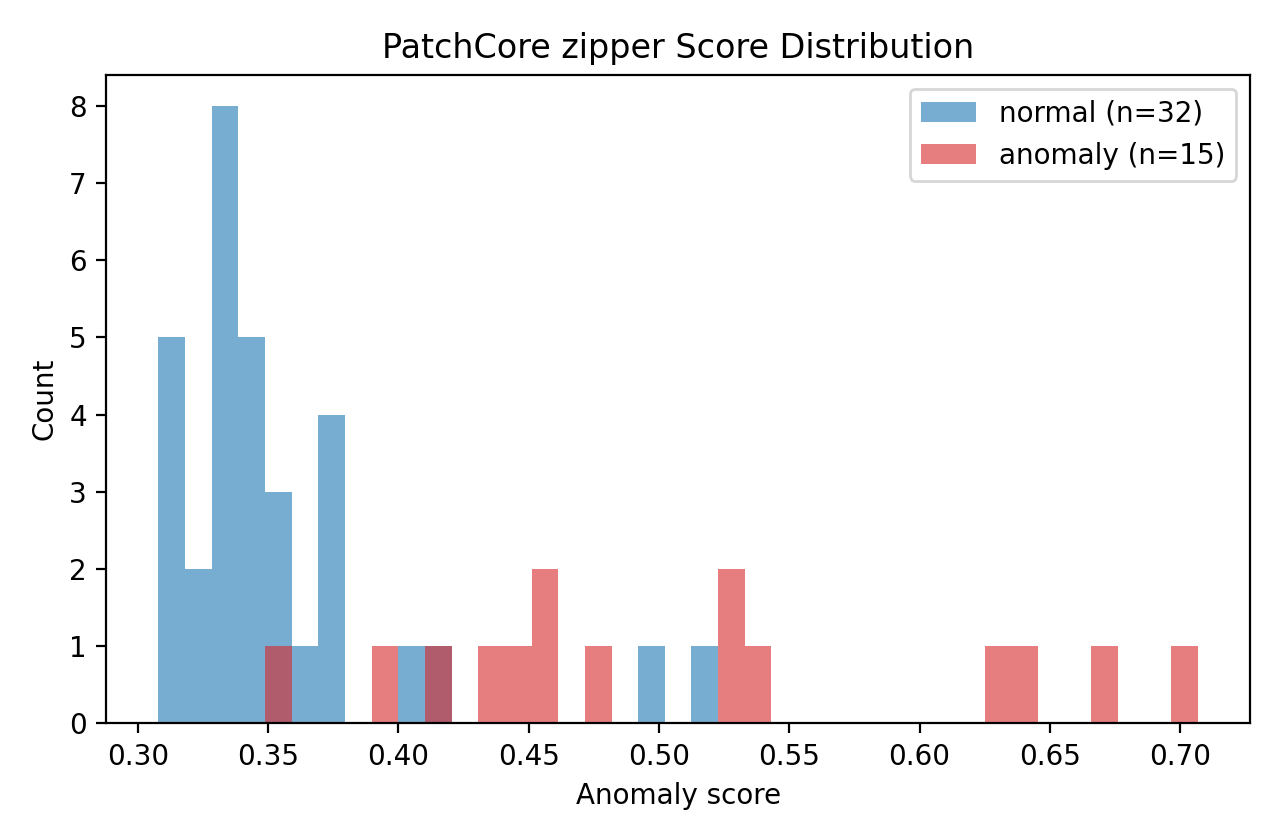 PatchCore zipper Score Distribution
normal (n=32)
anomaly (n=15)
Count
8
7
6
5
4
3
2
1
0
0.30 0.35 0.40 0.45 0.50 0.55 0.60 0.65 0.70
Anomaly score